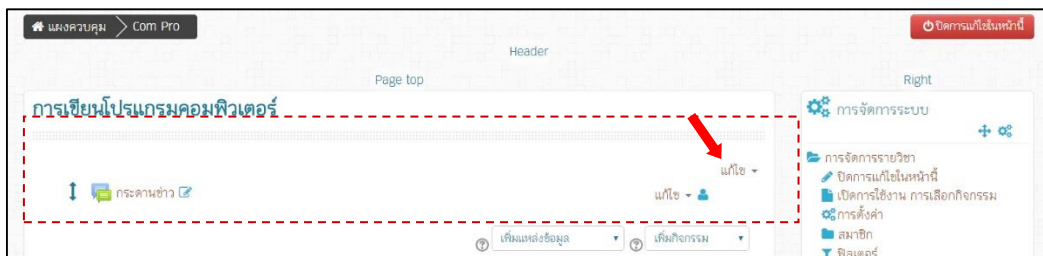 แผงควบคุม Com Pro
ปิดการแก้ไขในหน้านี้
Header
Page top
Right
การเขียนโปรแกรมคอมพิวเตอร์
การจัดการระบบ
แก้ไข
กระดานข่าว
แก้ไข
การจัดการรายวิชา
ปิดการแก้ไขในหน้านี้
เปิดการใช้งาน การเลือกกิจกรรม
การตั้งค่า
สมาชิก
ฟิลเตอร์
เพิ่มแหล่งข้อมูล
เพิ่มกิจกรรม